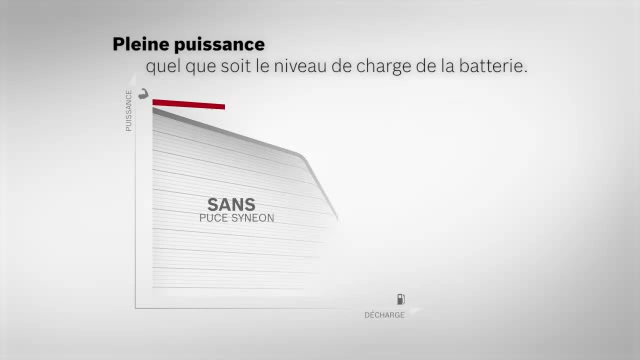 Pleine puissance
quel que soit le niveau de charge de la batterie.
PUISSANCE
SANS
PUCE SYNEON
DÉCHARGE